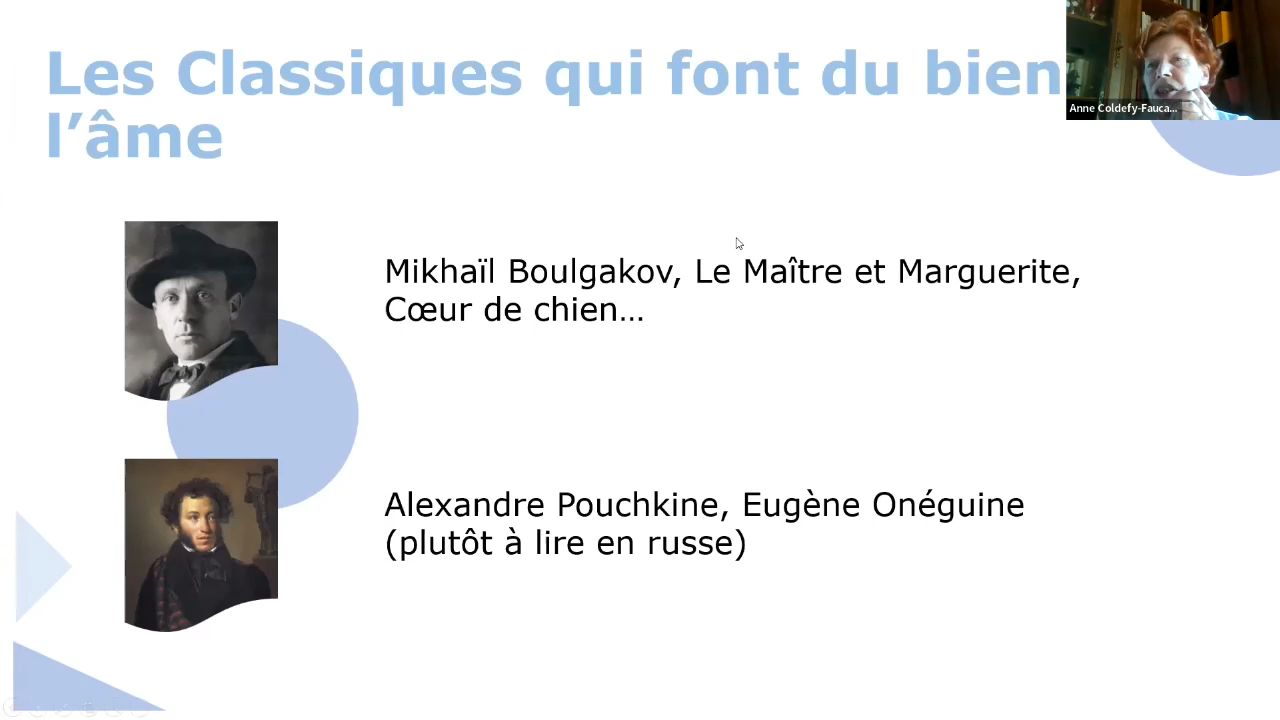 Les Classiques qui font du bien
l’âme
Anne Coldefy-Fauca...
Mikhaïl Boulgakov, Le Maître et Marguerite,
Cœur de chien…
Alexandre Pouchkine, Eugène Onéguine
(plutôt à lire en russe)